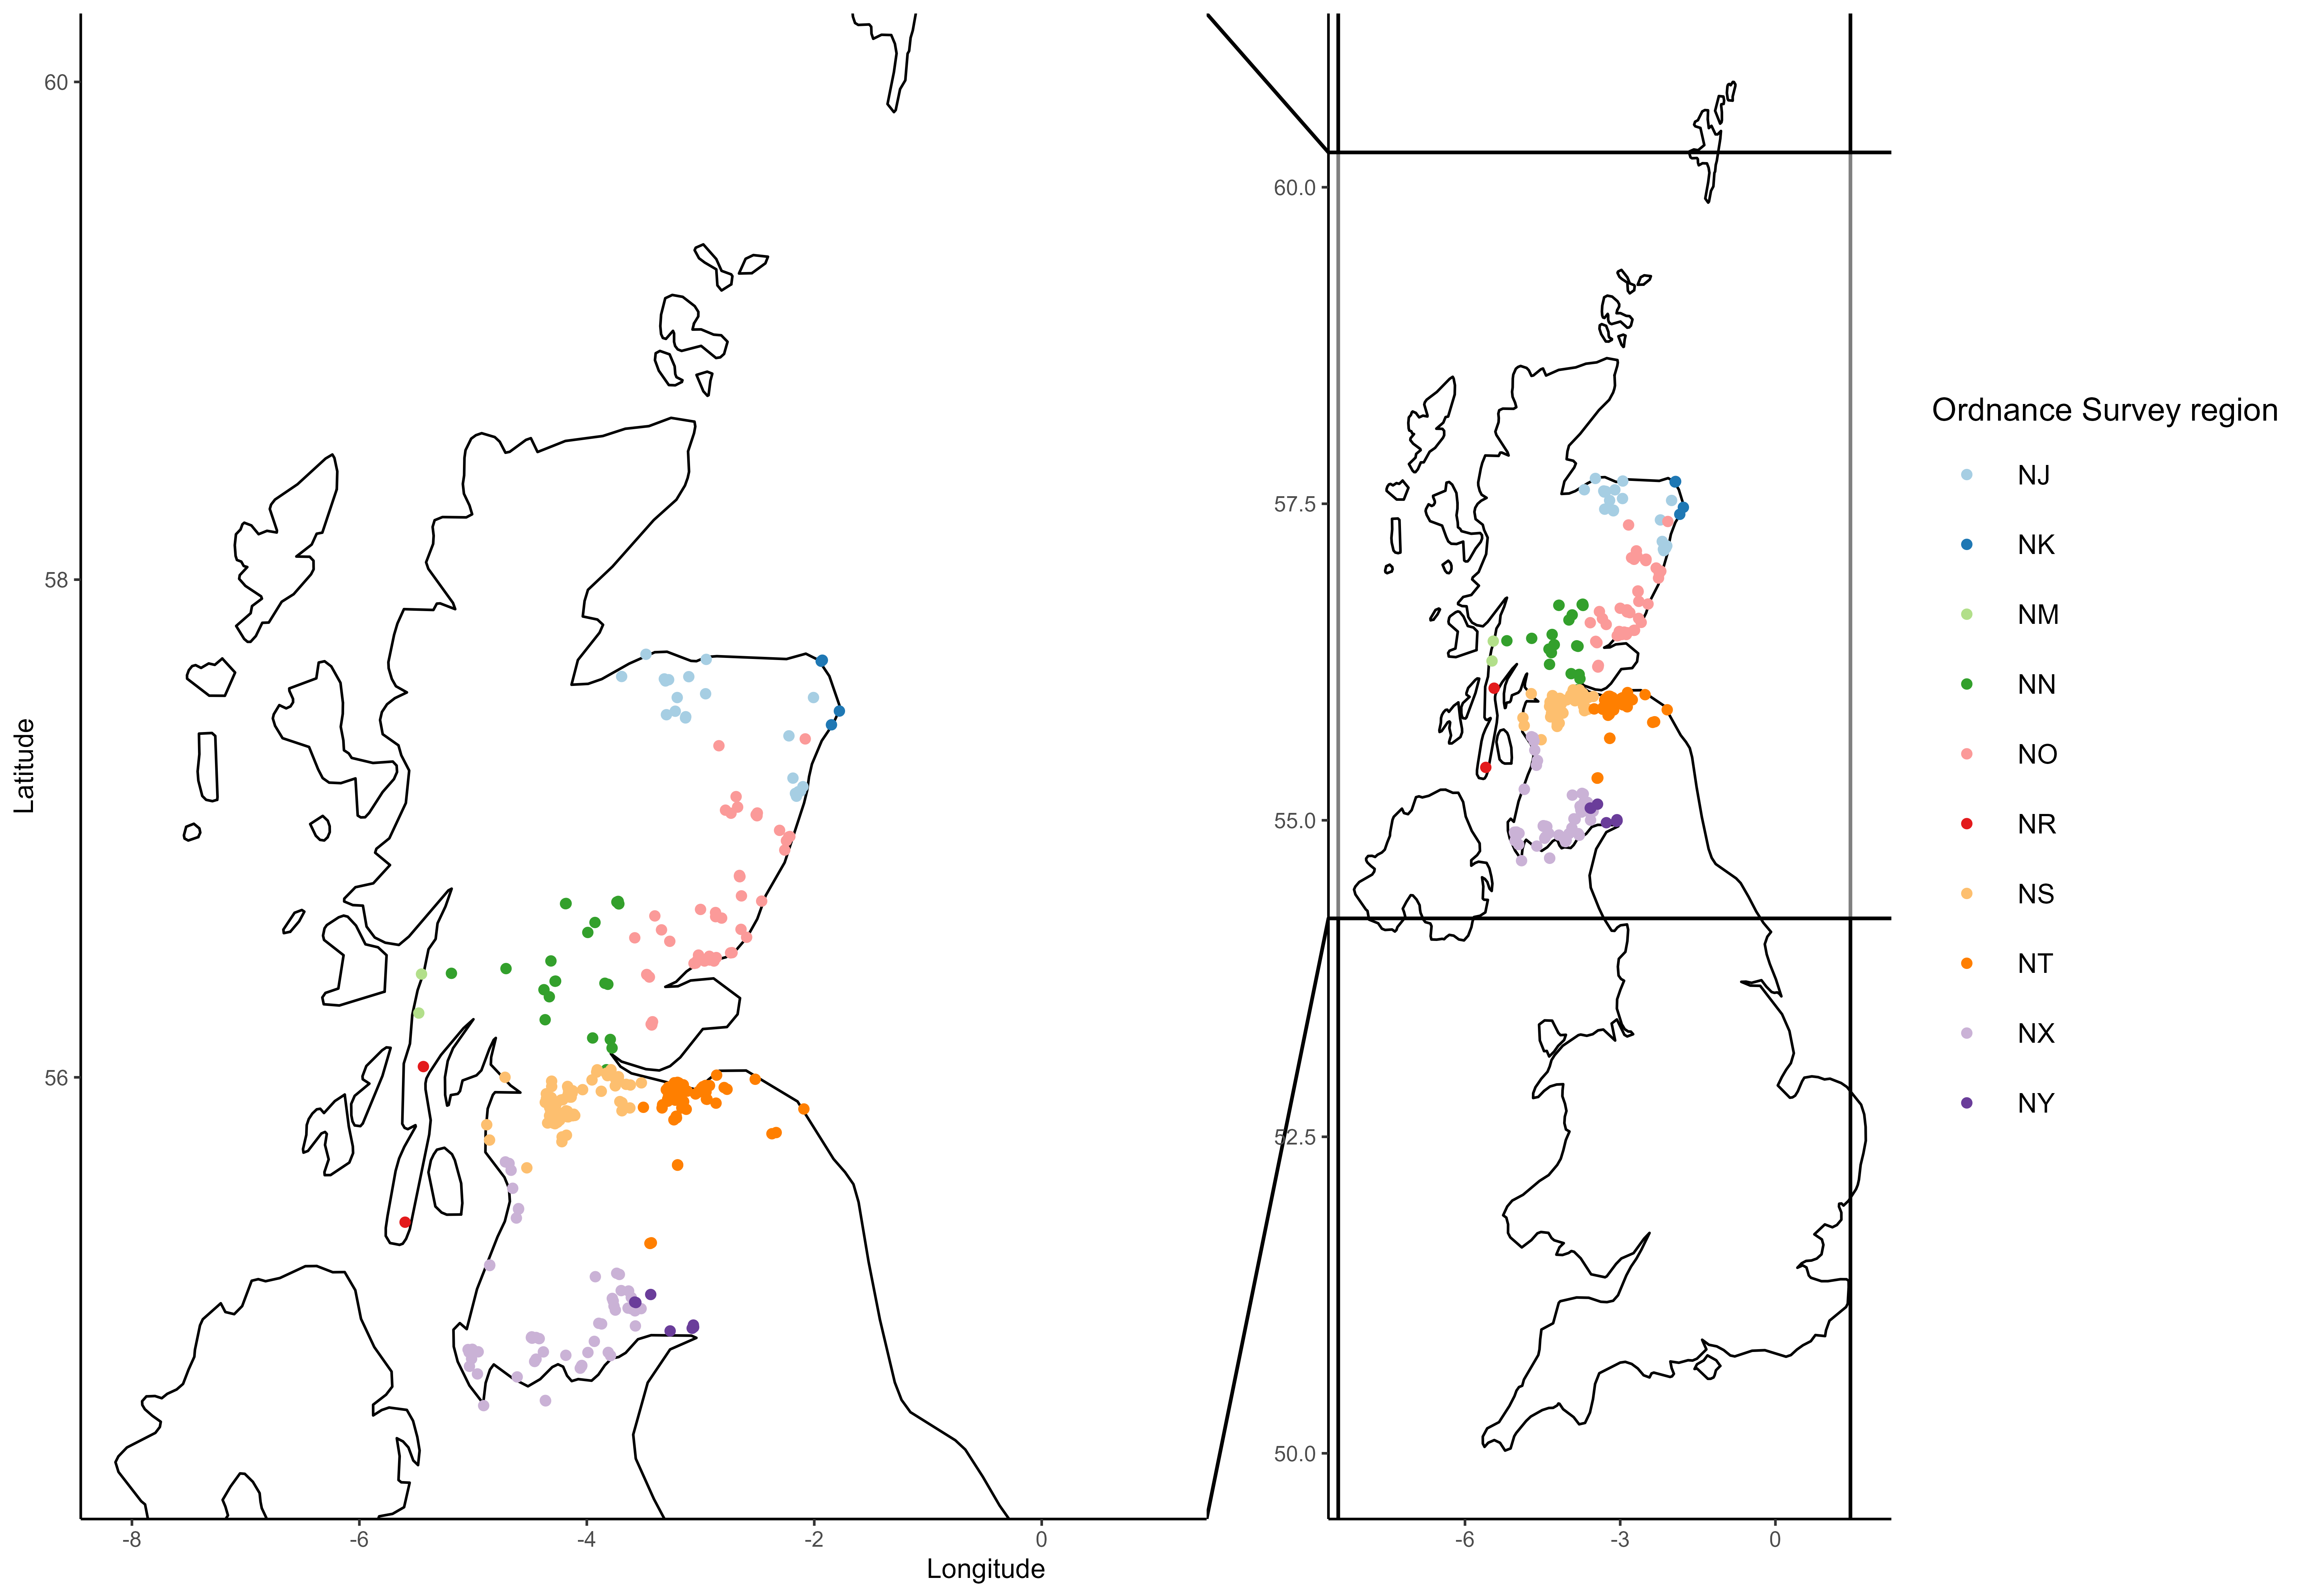 60
58
56
Latitude
-8
-6
-4
-2
0
Longitude
60.0
57.5
55.0
52.5
50.0
-6
-3
0
Ordnance Survey region
NJ
NK
NM
NN
NO
NR
NS
NT
NX
NY